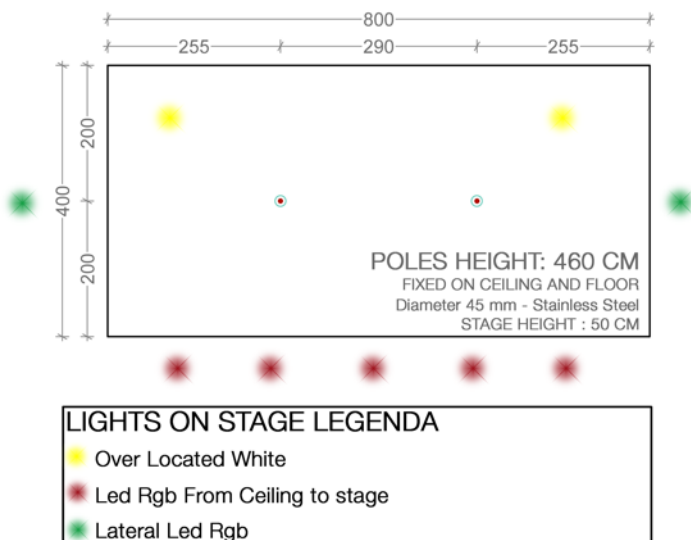 800
255
290
255
200
400
200
POLES HEIGHT: 460 CM
FIXED ON CEILING AND FLOOR
Diameter 45 mm - Stainless Steel
STAGE HEIGHT : 50 CM
LIGHTS ON STAGE LEGENDA
Over Located White
Led Rgb From Ceiling to stage
Lateral Led Rgb